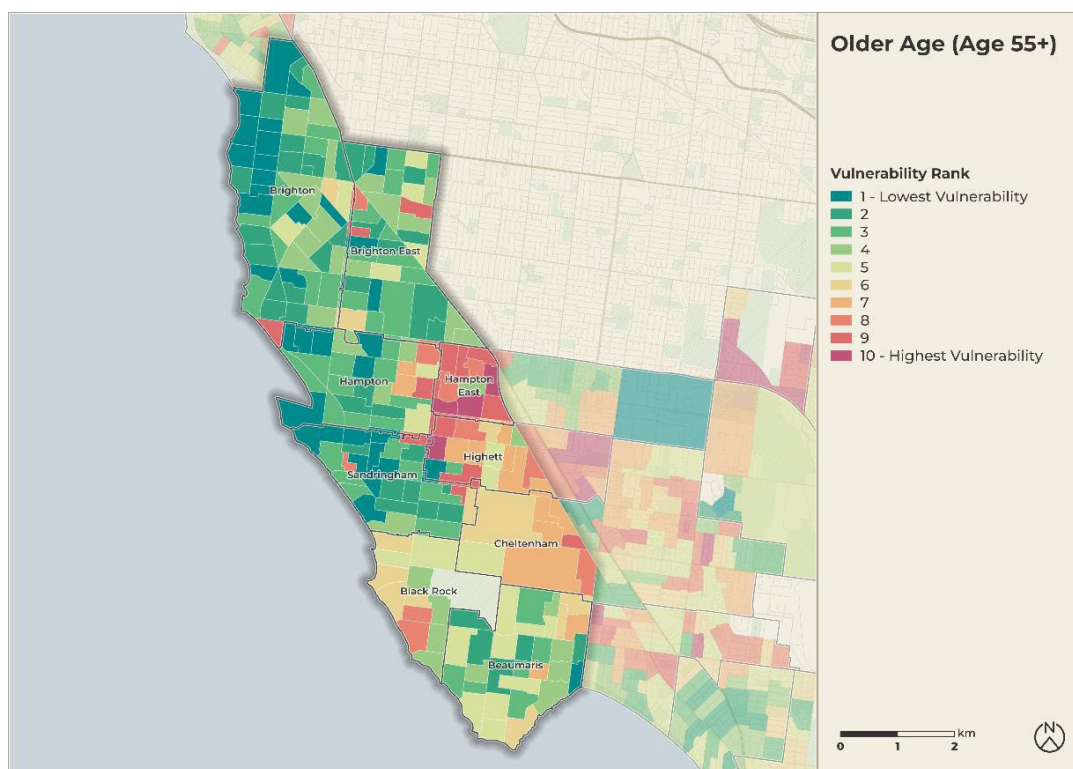 Older Age (Age 55+)
Vulnerability Rank
1 - Lowest Vulnerability
2
3
4
5
6
7
8
9
10 - Highest Vulnerability
Brighton
Brighton East
Hampton
Hampton
East
Highett
Sandringham
Cheltenham
Black Rock
Beaumaris
km
0 1 2
N